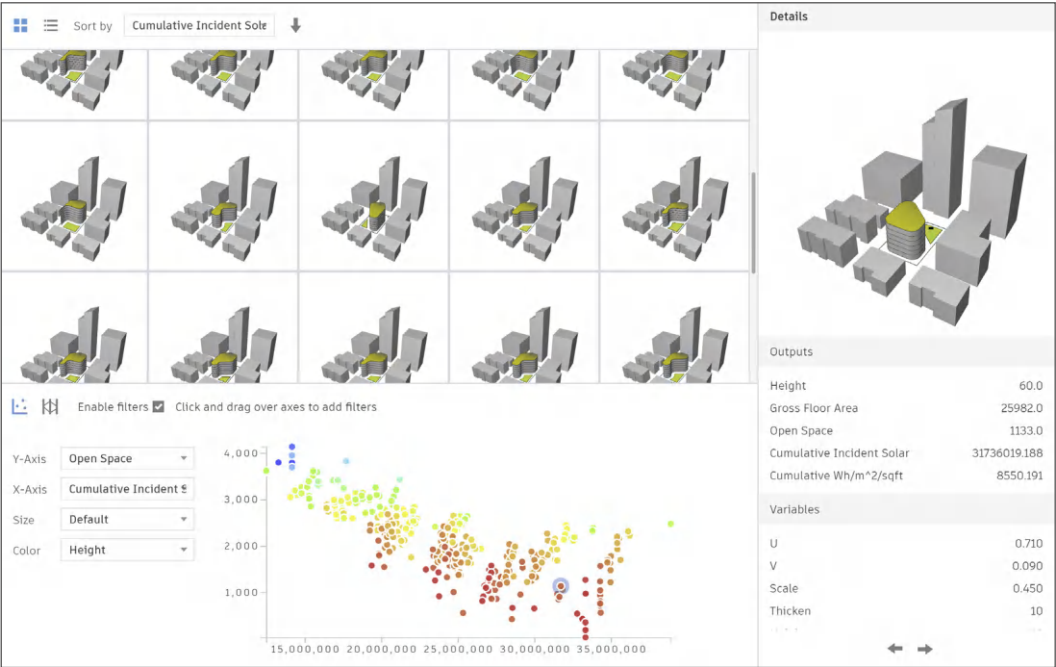 Sort by Cumulative Incident Sola
Details
Outputs
Height 60.0
Gross Floor Area 25982.0
Open Space 1133.0
Cumulative Incident Solar 31736019.188
Cumulative Wh/m^2/sqft 8550.191
Variables
U 0.710
V 0.090
Scale 0.450
Thicken 10
Enable filters Click and drag over axes to add filters
Y-Axis Open Space
X-Axis Cumulative Incident S
Size Default
Color Height
4,000
3,000
2,000
1,000
15,000,000 20,000,000 25,000,000 30,000,000 35,000,000